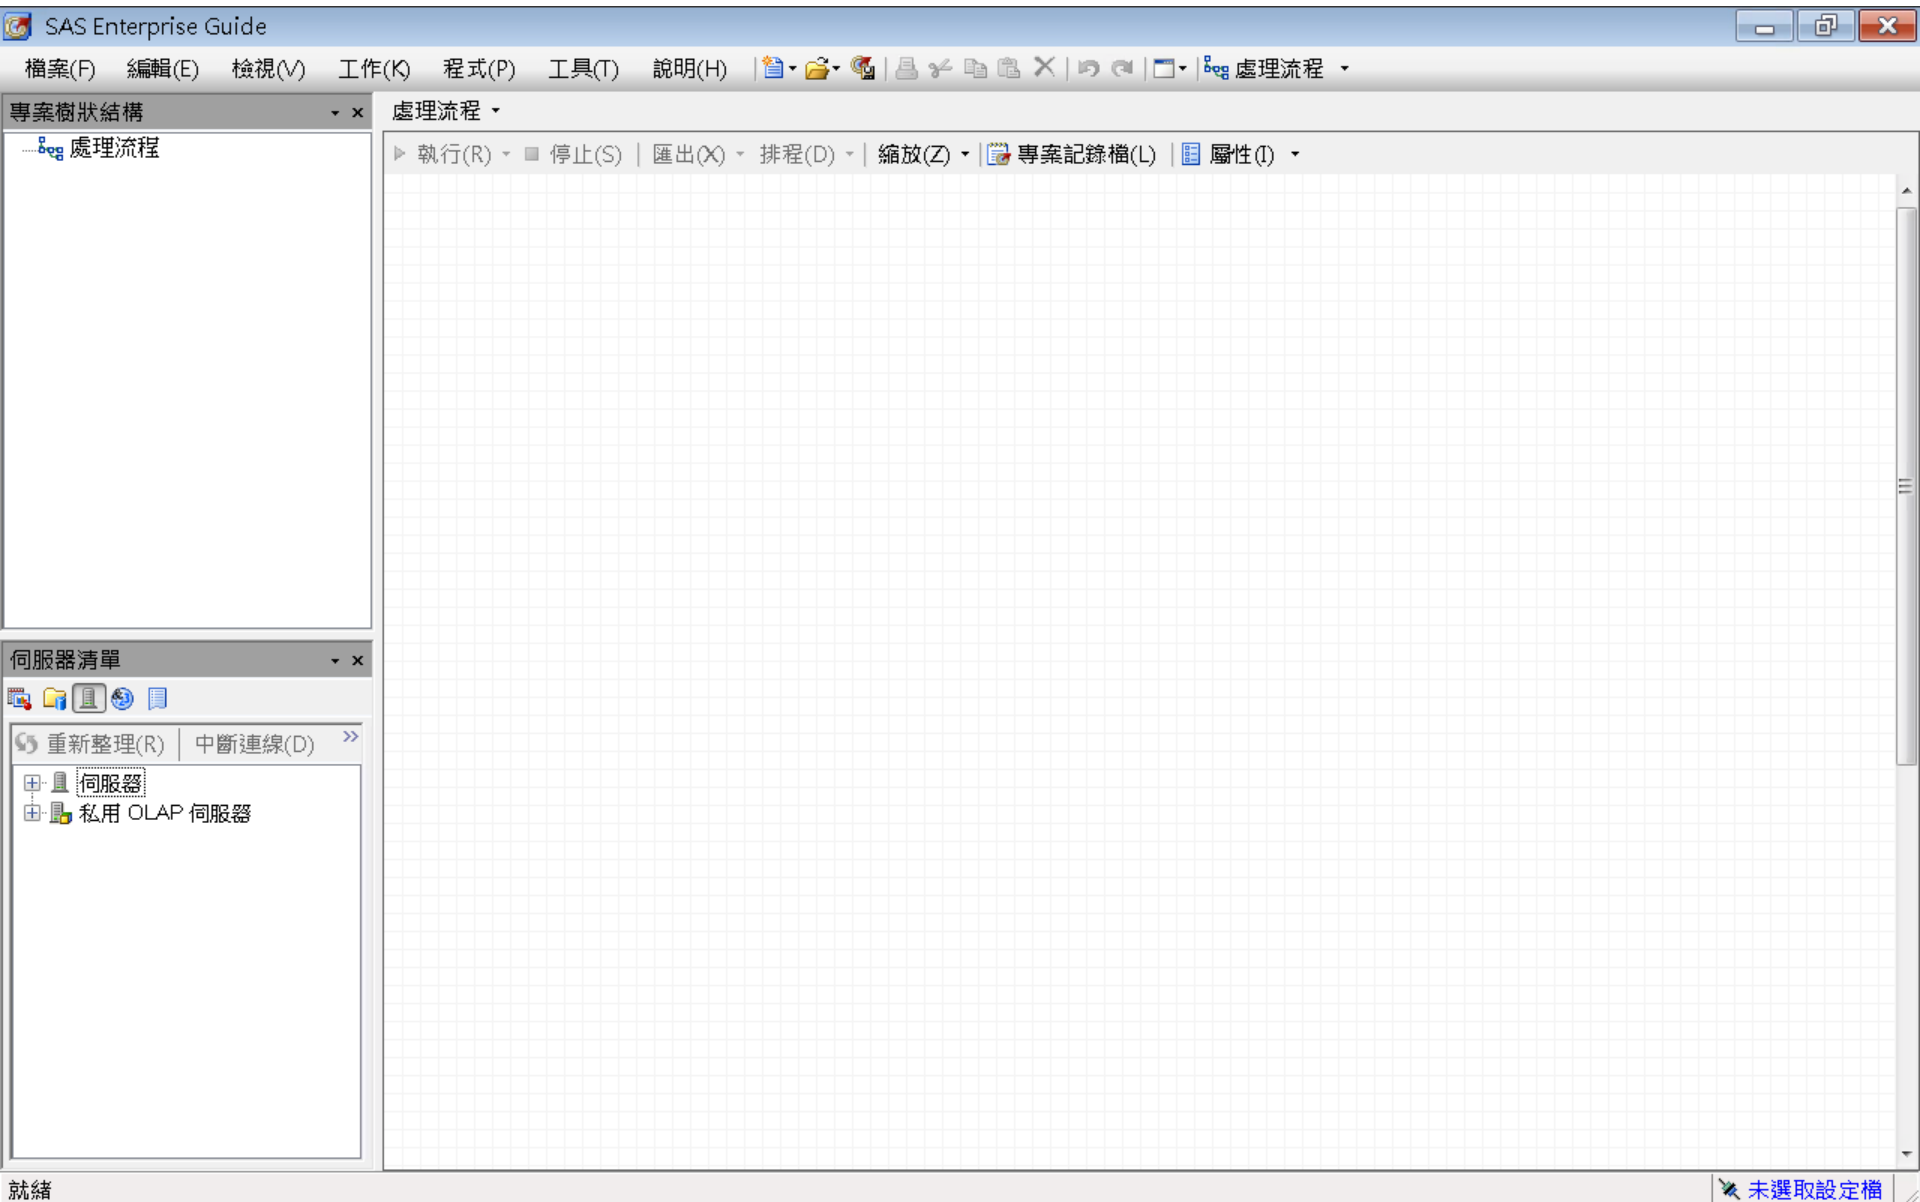 SAS Enterprise Guide
檔案(F) 編輯(E) 檢視(V) 工作(K) 程式(P) 工具(T) 說明(H) 處理流程
專案樹狀結構
處理流程
處理流程
執行(R) 停止(S) 匯出(X) 排程(D) 縮放(Z) 專案記錄檔(L) 屬性(I)
伺服器清單
重新整理(R) 中斷連線(D)
伺服器
私用 OLAP 伺服器
就緒
未選取設定檔